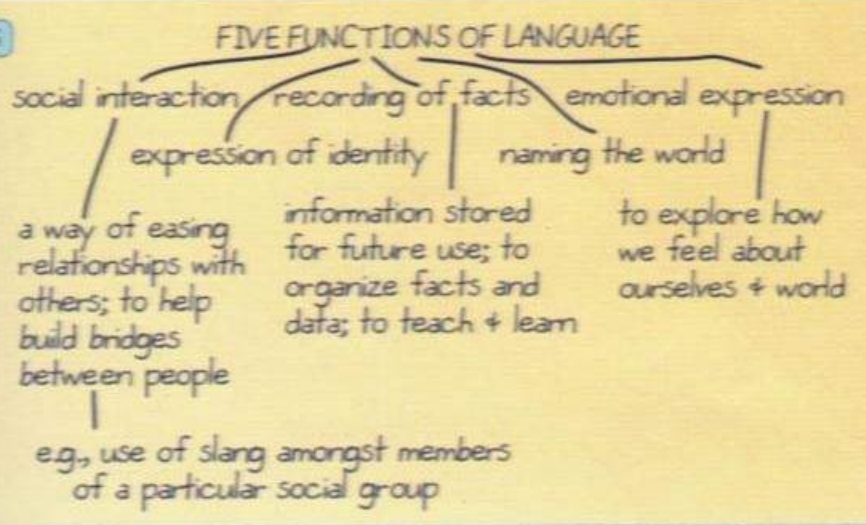 FIVE FUNCTIONS OF LANGUAGE
social interaction recording of facts emotional expression
expression of identity naming the world
a way of easing
relationships with
others; to help
build bridges
between people
e.g., use of slang amongst members
of a particular social group
information stored
for future use; to
organize facts and
data; to teach + learn
to explore how
we feel about
ourselves + world